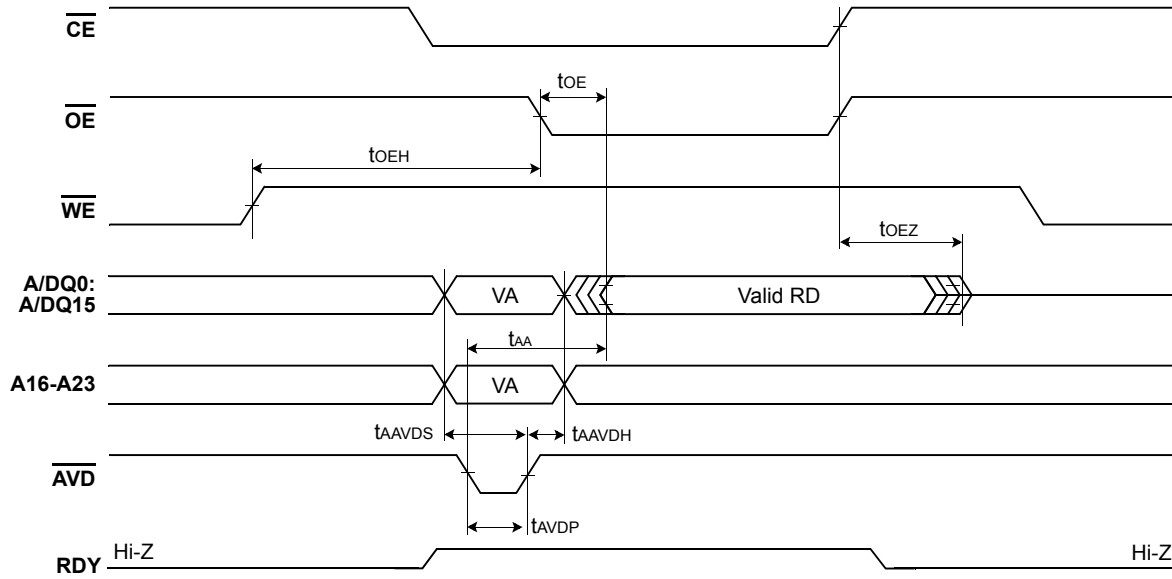 CE
tOE
OE
tOEH
WE
tOEZ
A/DQ0:
A/DQ15
VA
Valid RD
tAA
A16-A23
VA
tAAVDS
tAAVDH
AVD
tAVDP
Hi-Z
Hi-Z
RDY